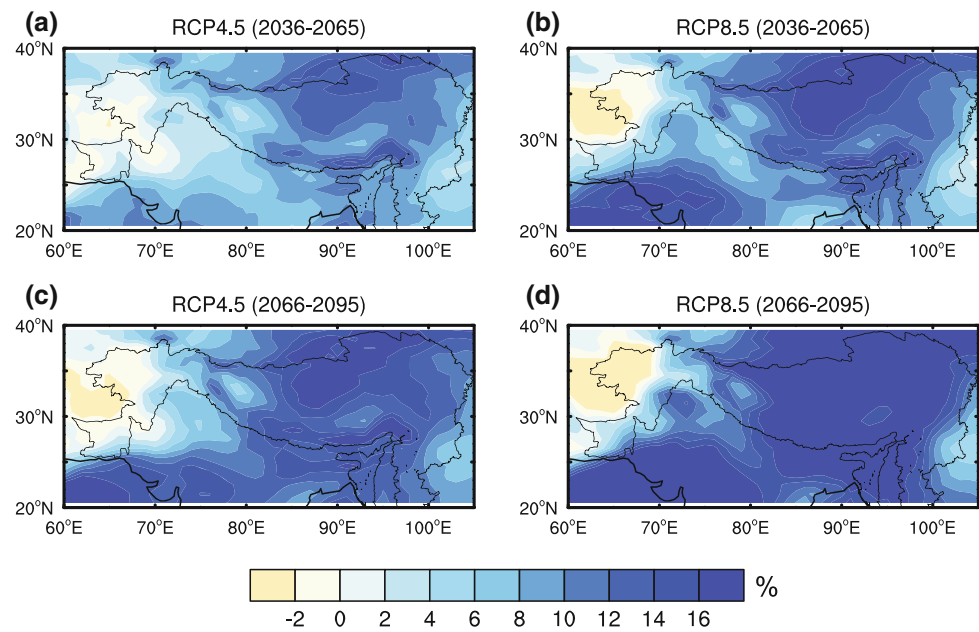 (a) RCP4.5 (2036-2065)
(b) RCP8.5 (2036-2065)
40°N
30°N
20°N
60°E 70°E 80°E 90°E 100°E
40°N
30°N
20°N
60°E 70°E 80°E 90°E 100°E
(c) RCP4.5 (2066-2095)
(d) RCP8.5 (2066-2095)
40°N
30°N
20°N
60°E 70°E 80°E 90°E 100°E
40°N
30°N
20°N
60°E 70°E 80°E 90°E 100°E
%
-2 0 2 4 6 8 10 12 14 16